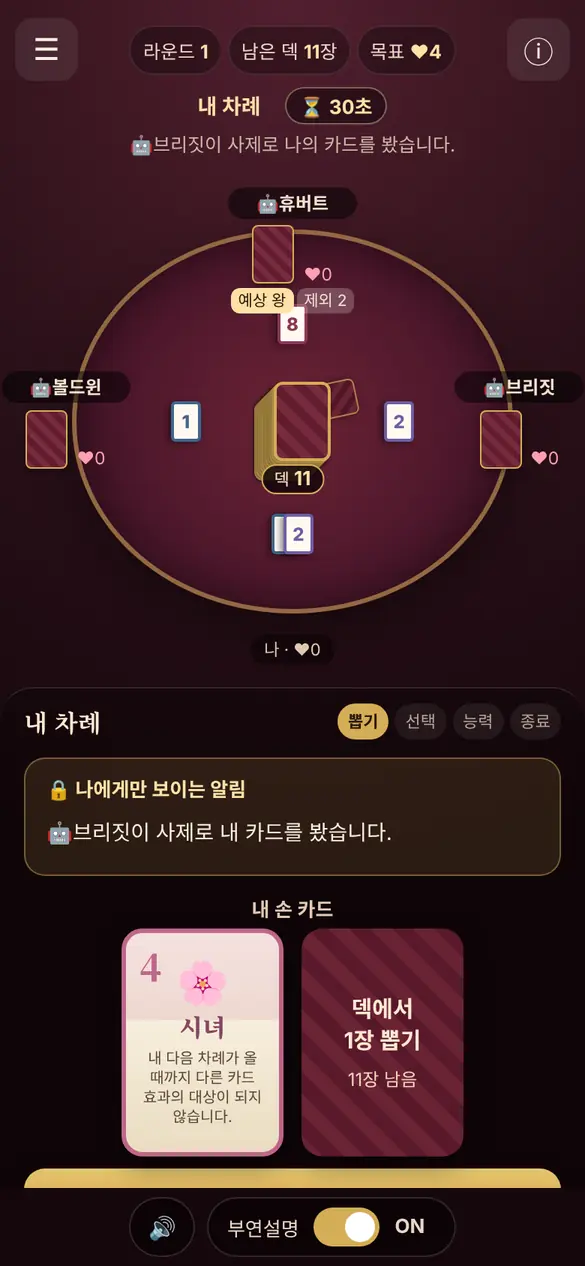 라운드 1
남은 덱 11장
목표 ♥4
내 차례
⏳ 30초
🤖브리짓이 사제로 나의 카드를 봤습니다.
🤖휴버트
♥0
예상 왕
제외 2
8
🤖볼드윈
♥0
1
🤖브리짓
♥0
2
덱 11
2
나 · ♥0
내 차례
뽑기
선택
능력
종료
🔒 나에게만 보이는 알림
🤖브리짓이 사제로 내 카드를 봤습니다.
내 손 카드
4
시녀
내 다음 차례가 올
때까지 다른 카드
효과의 대상이 되지
않습니다.
덱에서
1장 뽑기
11장 남음
부연설명
ON